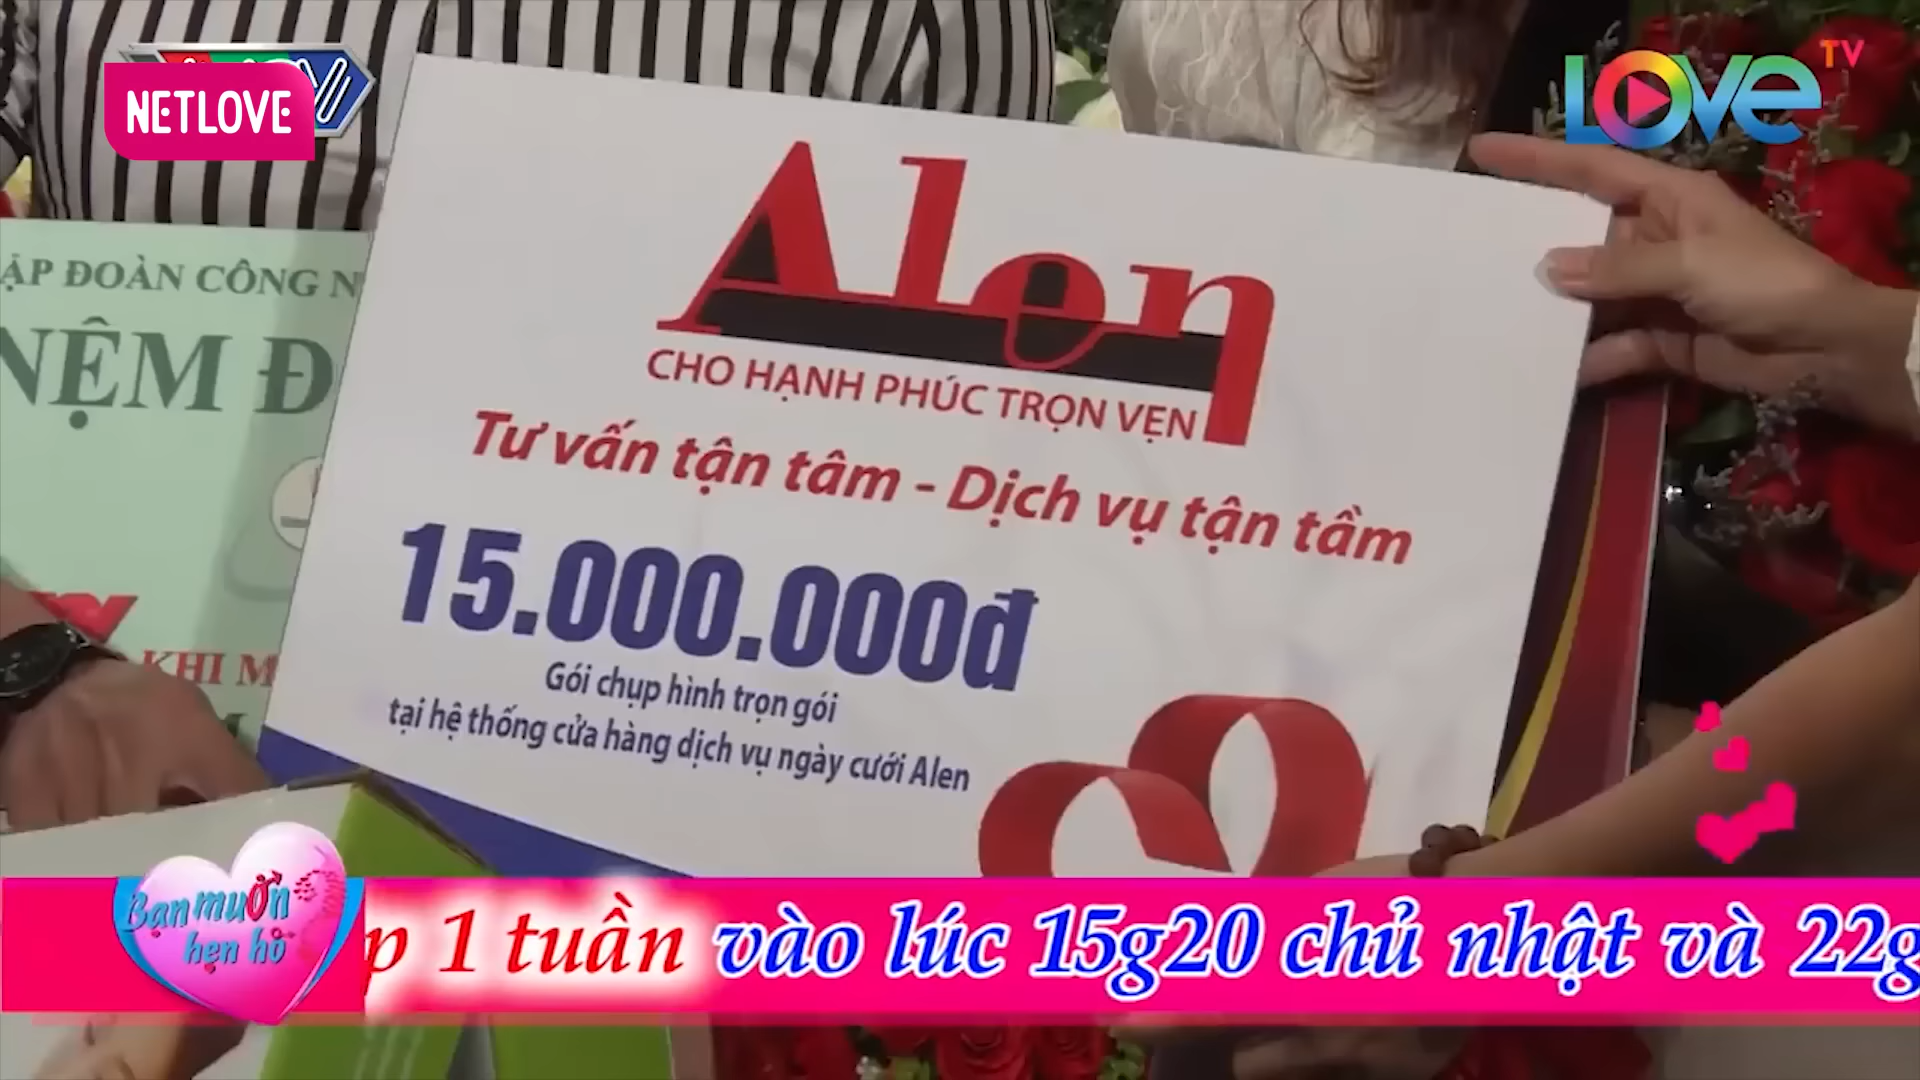 NETLOVE
LOVE TV
ẬP ĐOÀN CÔNG N
NỆM Đ
KHI M
Alen
CHO HẠNH PHÚC TRỌN VẸN
Tư vấn tận tâm - Dịch vụ tận tầm
15.000.000đ
Gói chụp hình trọn gói
tại hệ thống cửa hàng dịch vụ ngày cưới Alen
Bạn muốn
hẹn hò
p 1 tuần vào lúc 15g20 chủ nhật và 22g